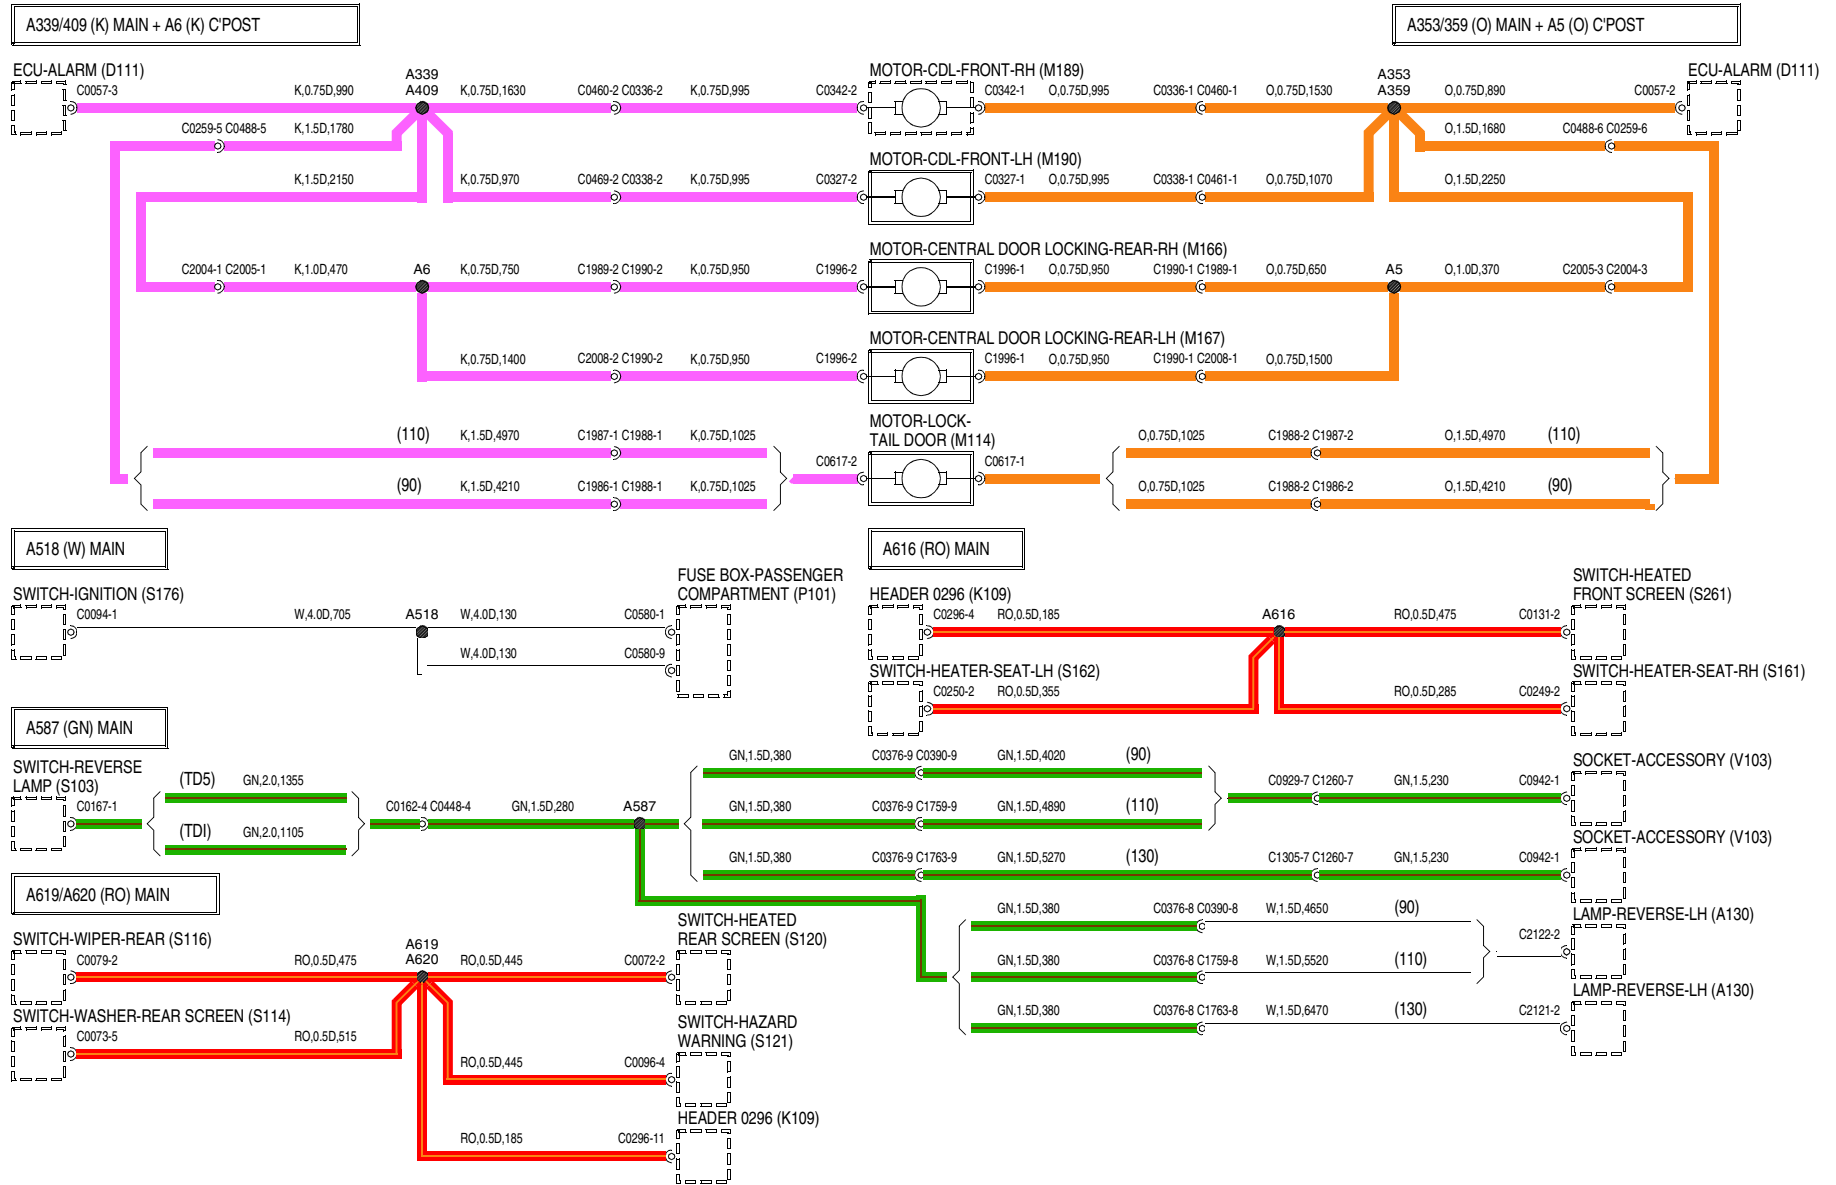 A339/409 (K) MAIN + A6 (K) C'POST
A353/359 (O) MAIN + A5 (O) C'POST
ECU-ALARM (D111)
A339
A409
MOTOR-CDL-FRONT-RH (M189)
A353
A359
ECU-ALARM (D111)
C0057-3
K,0.75D,990
K,0.75D,1630
C0460-2 C0336-2
K,0.75D,995
C0342-2
C0342-1
O,0.75D,995
C0336-1 C0460-1
O,0.75D,1530
O,0.75D,890
C0057-2
C0259-5 C0488-5
K,1.5D,1780
O,1.5D,1680
C0488-6 C0259-6
MOTOR-CDL-FRONT-LH (M190)
K,1.5D,2150
K,0.75D,970
C0469-2 C0338-2
K,0.75D,995
C0327-2
C0327-1
O,0.75D,995
C0338-1 C0461-1
O,0.75D,1070
O,1.5D,2250
MOTOR-CENTRAL DOOR LOCKING-REAR-RH (M166)
C2004-1 C2005-1
K,1.0D,470
A6
K,0.75D,750
C1989-2 C1990-2
K,0.75D,950
C1996-2
C1996-1
O,0.75D,950
C1990-1 C1989-1
O,0.75D,650
A5
O,1.0D,370
C2005-3 C2004-3
MOTOR-CENTRAL DOOR LOCKING-REAR-LH (M167)
K,0.75D,1400
C2008-2 C1990-2
K,0.75D,950
C1996-2
C1996-1
O,0.75D,950
C1990-1 C2008-1
O,0.75D,1500
MOTOR-LOCK-
TAIL DOOR (M114)
(110)
K,1.5D,4970
C1987-1 C1988-1
K,0.75D,1025
O,0.75D,1025
C1988-2 C1987-2
O,1.5D,4970
(110)
C0617-2
C0617-1
(90)
K,1.5D,4210
C1986-1 C1988-1
K,0.75D,1025
O,0.75D,1025
C1988-2 C1986-2
O,1.5D,4210
(90)
A518 (W) MAIN
SWITCH-IGNITION (S176)
FUSE BOX-PASSENGER
COMPARTMENT (P101)
C0094-1
W,4.0D,705
A518
W,4.0D,130
C0580-1
W,4.0D,130
C0580-9
A616 (RO) MAIN
HEADER 0296 (K109)
SWITCH-HEATED
FRONT SCREEN (S261)
C0296-4
RO,0.5D,185
A616
RO,0.5D,475
C0131-2
SWITCH-HEATER-SEAT-LH (S162)
SWITCH-HEATER-SEAT-RH (S161)
C0250-2
RO,0.5D,355
RO,0.5D,285
C0249-2
A587 (GN) MAIN
SWITCH-REVERSE
LAMP (S103)
C0167-1
(TD5)
GN,2.0,1355
(TDI)
GN,2.0,1105
C0162-4 C0448-4
GN,1.5D,280
A587
GN,1.5D,380
C0376-9 C0390-9
GN,1.5D,4020
(90)
SOCKET-ACCESSORY (V103)
C0929-7 C1260-7
GN,1.5,230
C0942-1
GN,1.5D,380
C0376-9 C1759-9
GN,1.5D,4890
(110)
SOCKET-ACCESSORY (V103)
GN,1.5D,380
C0376-9 C1763-9
GN,1.5D,5270
(130)
C1305-7 C1260-7
GN,1.5,230
C0942-1
GN,1.5D,380
C0376-8 C0390-8
W,1.5D,4650
(90)
LAMP-REVERSE-LH (A130)
C2122-2
GN,1.5D,380
C0376-8 C1759-8
W,1.5D,5520
(110)
LAMP-REVERSE-LH (A130)
GN,1.5D,380
C0376-8 C1763-8
W,1.5D,6470
(130)
C2121-2
A619/A620 (RO) MAIN
SWITCH-WIPER-REAR (S116)
A619
A620
SWITCH-HEATED
REAR SCREEN (S120)
C0079-2
RO,0.5D,475
RO,0.5D,445
C0072-2
SWITCH-WASHER-REAR SCREEN (S114)
C0073-5
RO,0.5D,515
SWITCH-HAZARD
WARNING (S121)
RO,0.5D,445
C0096-4
HEADER 0296 (K109)
RO,0.5D,185
C0296-11